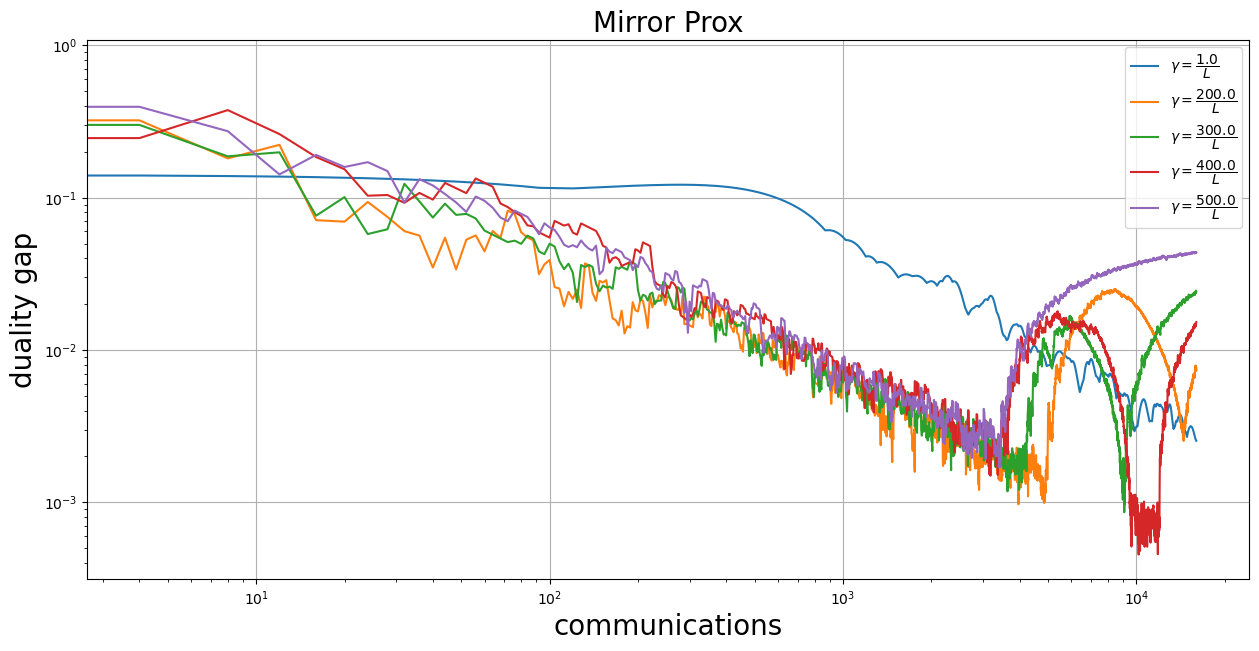 Mirror Prox
10⁰
10⁻¹
10⁻²
10⁻³
duality gap
10¹
10²
10³
10⁴
communications
γ = 1.0/L
γ = 200.0/L
γ = 300.0/L
γ = 400.0/L
γ = 500.0/L